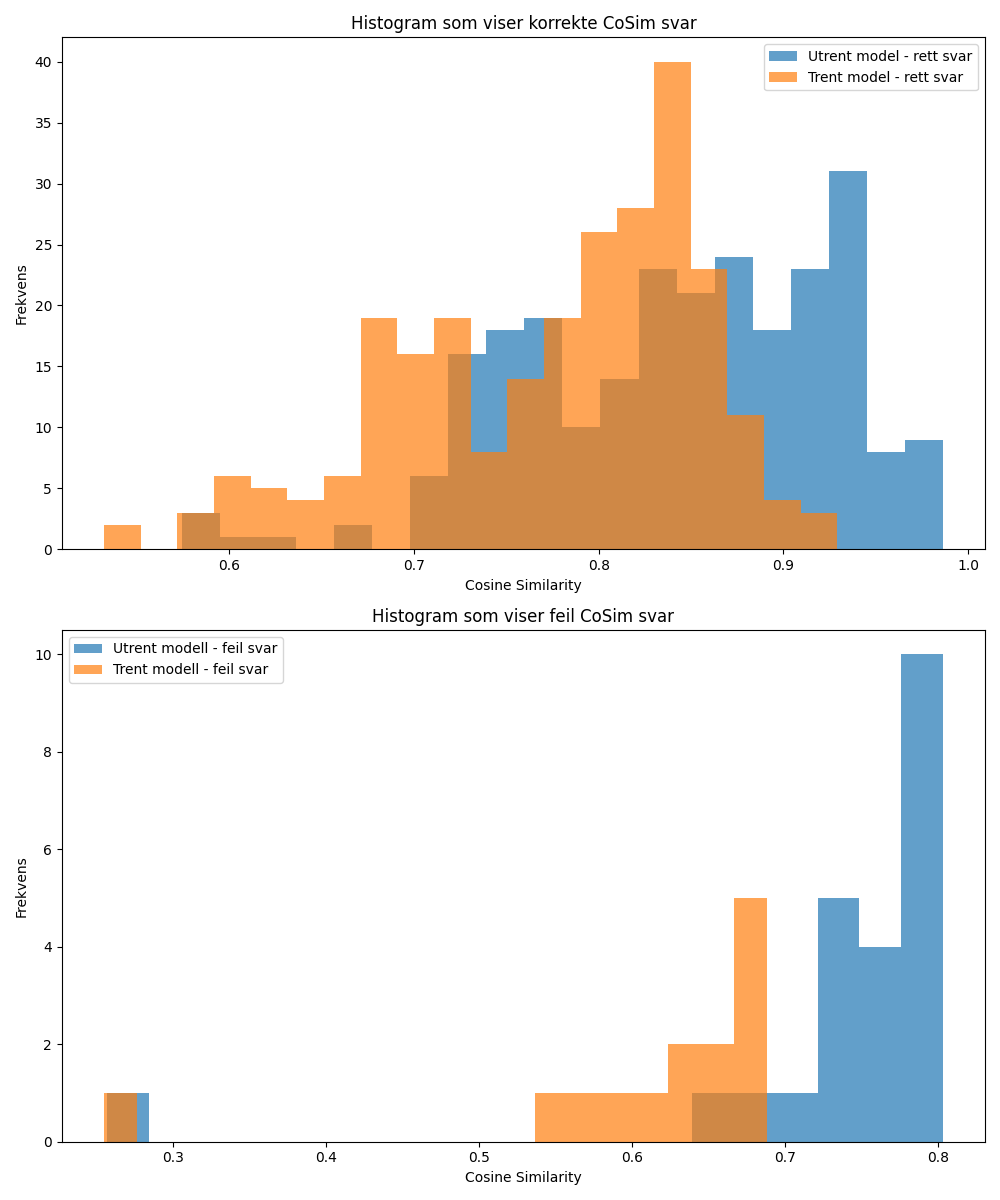 Histogram som viser korrekte CoSim svar
Utrent model - rett svar
Trent model - rett svar
40
35
30
25
20
15
10
5
0
Frekvens
0.6 0.7 0.8 0.9 1.0
Cosine Similarity
Histogram som viser feil CoSim svar
Utrent modell - feil svar
Trent modell - feil svar
10
8
6
4
2
0
Frekvens
0.3 0.4 0.5 0.6 0.7 0.8
Cosine Similarity